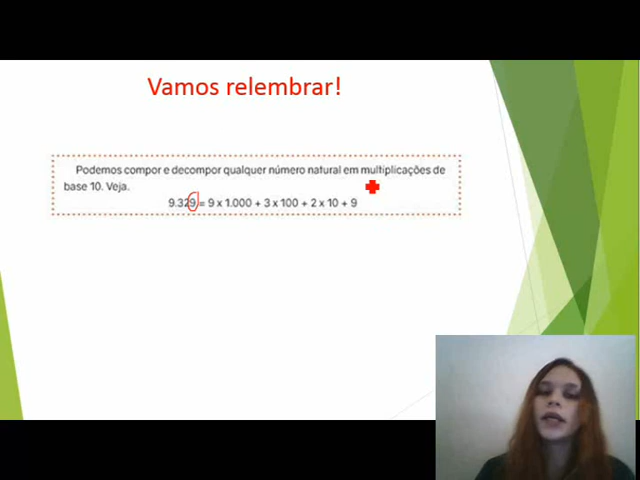 Vamos relembrar!
Podemos compor e decompor qualquer número natural em multiplicações de
base 10. Veja.
9.329 = 9 x 1.000 + 3 x 100 + 2 x 10 + 9